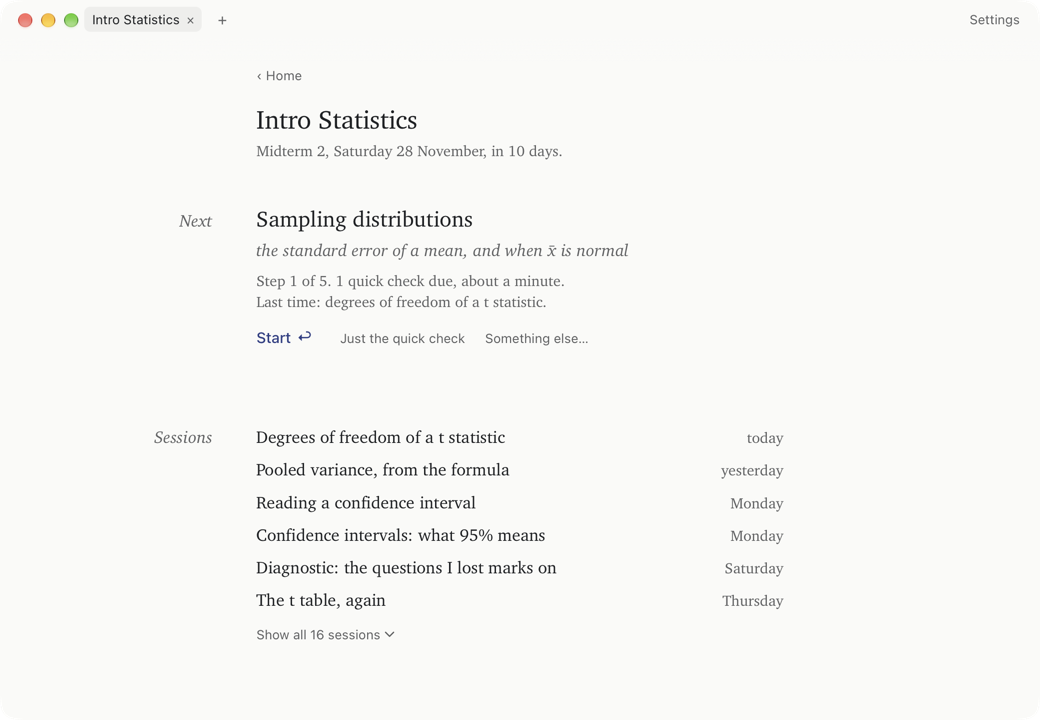 Intro Statistics × +
Settings
‹ Home
Intro Statistics
Midterm 2, Saturday 28 November, in 10 days.
Next
Sampling distributions
the standard error of a mean, and when x̄ is normal
Step 1 of 5. 1 quick check due, about a minute.
Last time: degrees of freedom of a t statistic.
Start ↩ Just the quick check Something else...
Sessions
Degrees of freedom of a t statistic today
Pooled variance, from the formula yesterday
Reading a confidence interval Monday
Confidence intervals: what 95% means Monday
Diagnostic: the questions I lost marks on Saturday
The t table, again Thursday
Show all 16 sessions